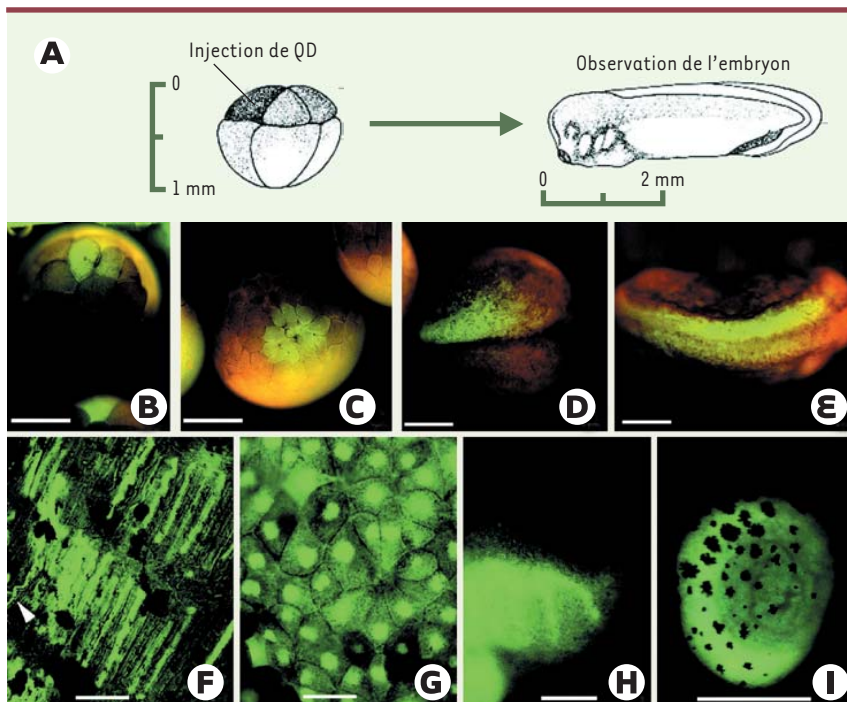 A
Injection de QD
Observation de l'embryon
0
1 mm
0
2 mm
B
C
D
E
F
G
H
I